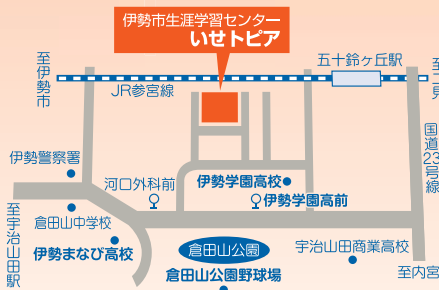 伊勢市生涯学習センター
いせトピア
至伊勢市
五十鈴ヶ丘駅
JR参宮線
国道23号線
伊勢警察署
河口外科前
伊勢学園高校
伊勢学園前
倉田山中学校
伊勢まなび高校
至宇治山田駅
倉田山公園
倉田山公園野球場
宇治山田商業高校
至内宮